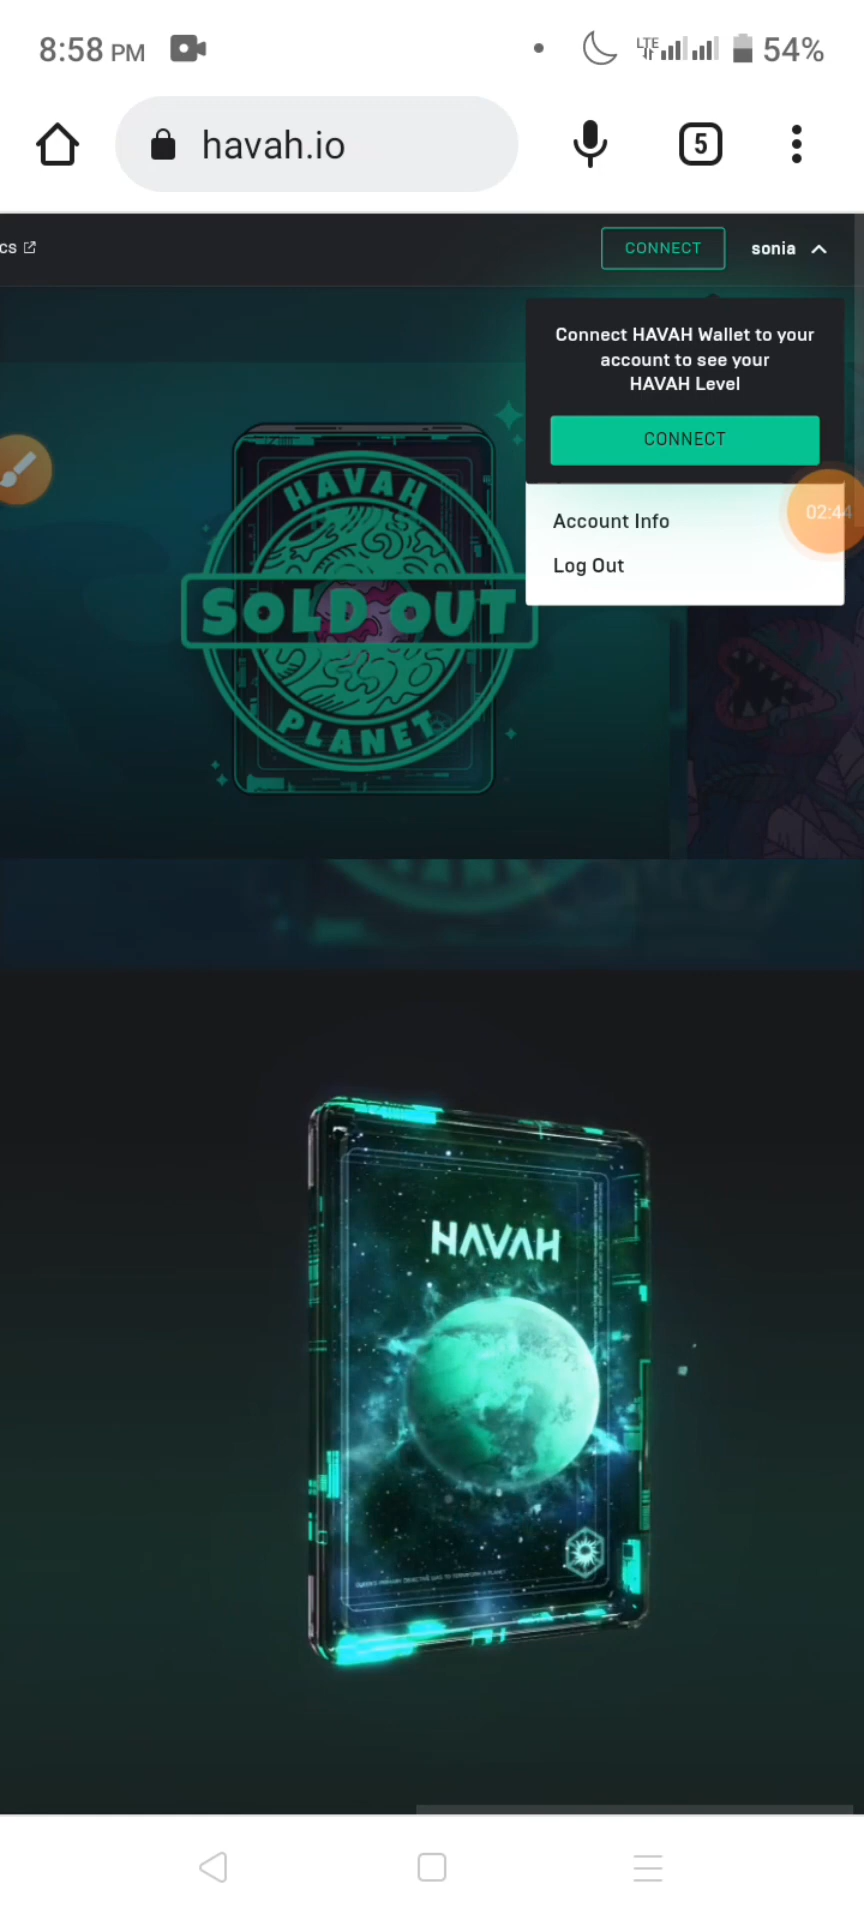 8:58 PM
LTE
54%
havah.io
5
cs
CONNECT
sonia
Connect HAVAH Wallet to your
account to see your
HAVAH Level
CONNECT
Account Info
Log Out
02:44
HAVAH
SOLD OUT
PLANET
HAVAH